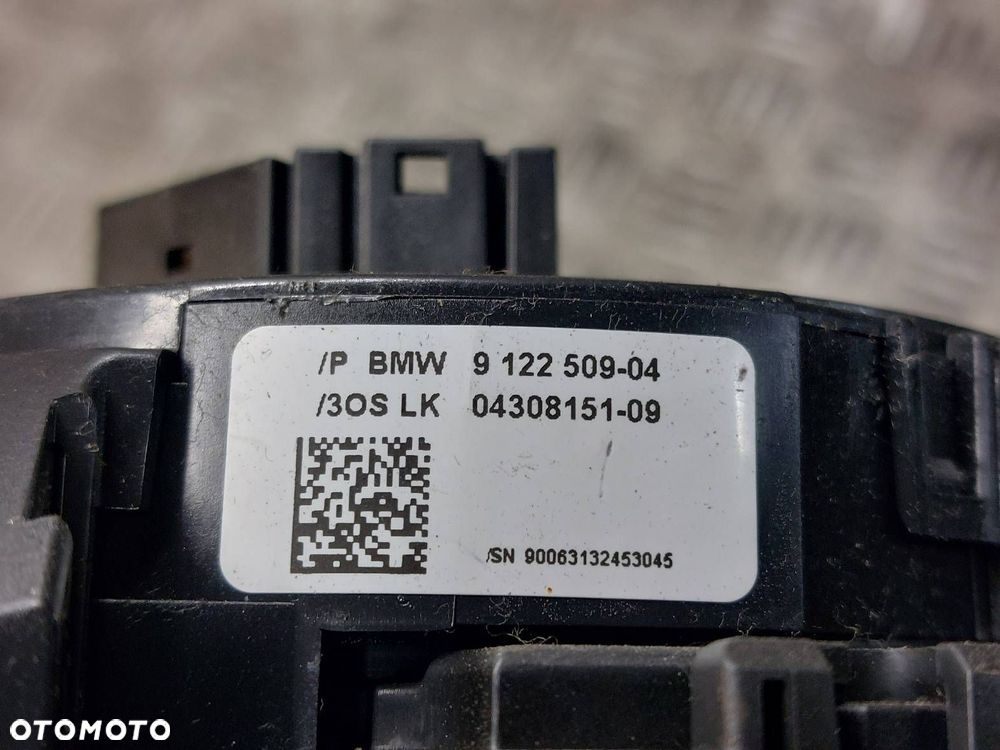 /P BMW 9 122 509-04
/3OS LK 04308151-09
/SN 90063132453045
OTOMOTO